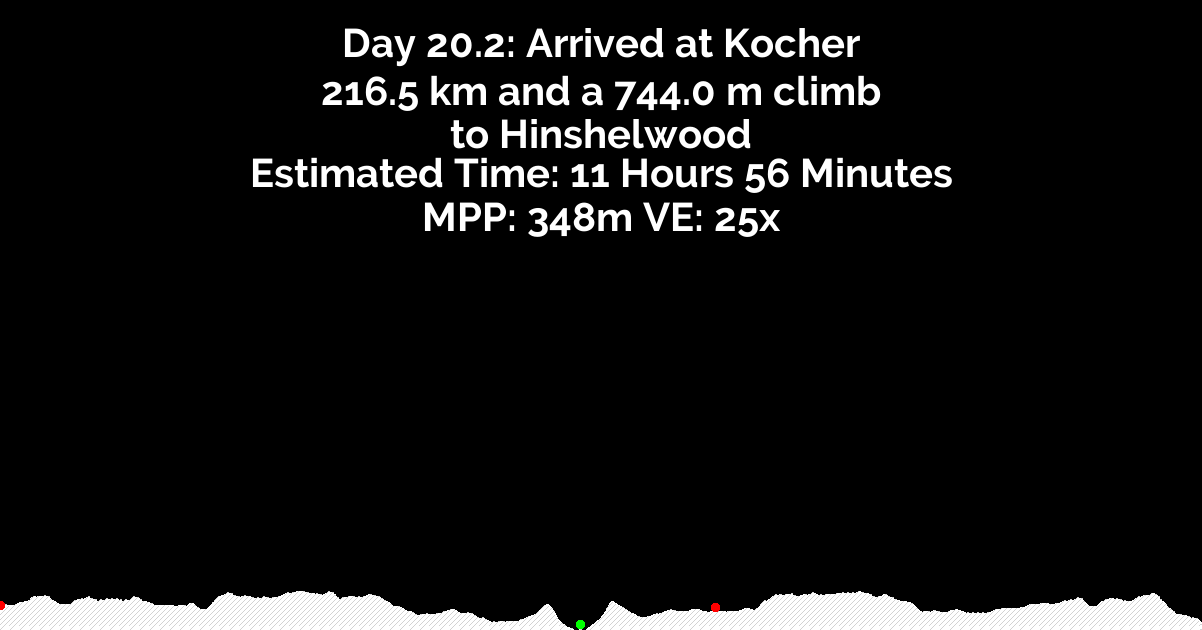 Day 20.2: Arrived at Kocher
216.5 km and a 744.0 m climb
to Hinshelwood
Estimated Time: 11 Hours 56 Minutes
MPP: 348m VE: 25x